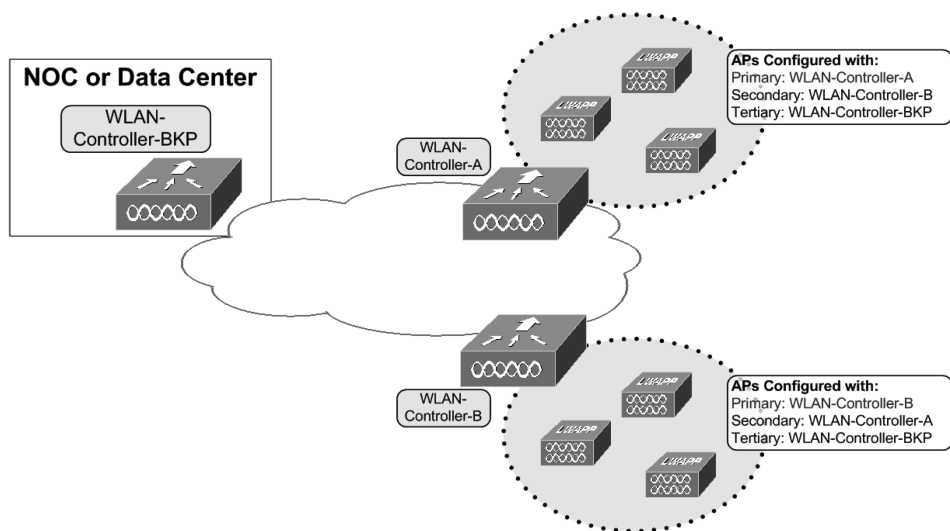 NOC or Data Center
WLAN-
Controller-BKP
WLAN-
Controller-A
LWAPP
LWAPP
LWAPP
APs Configured with:
Primary: WLAN-Controller-A
Secondary: WLAN-Controller-B
Tertiary: WLAN-Controller-BKP
WLAN-
Controller-B
LWAPP
LWAPP
LWAPP
APs Configured with:
Primary: WLAN-Controller-B
Secondary: WLAN-Controller-A
Tertiary: WLAN-Controller-BKP